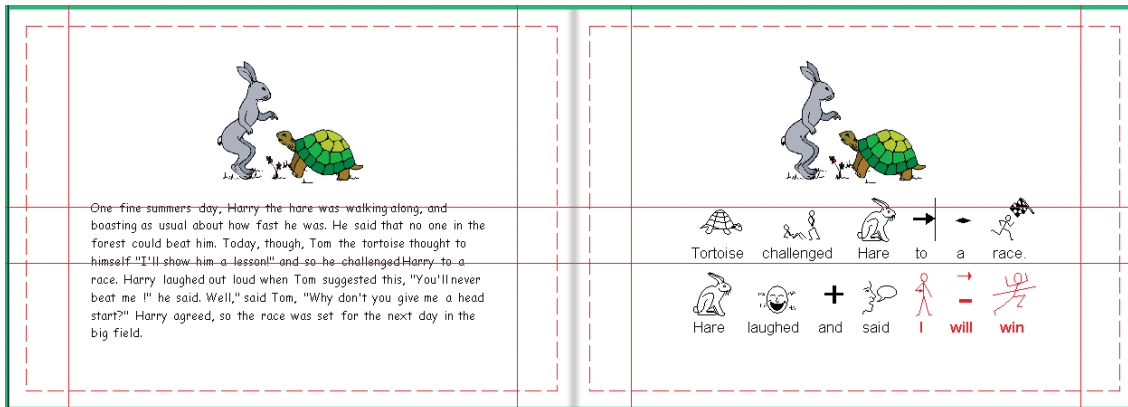 One fine summers day, Harry the hare was walking along, and
boasting as usual about how fast he was. He said that no one in the
forest could beat him. Today, though, Tom the tortoise thought to
himself "I'll show him a lesson!" and so he challenged Harry to a
race. Harry laughed out loud when Tom suggested this, "You'll never
beat me !" he said. Well," said Tom, "Why don't you give me a head
start?" Harry agreed, so the race was set for the next day in the
big field.
Tortoise challenged Hare to a race.
Hare laughed and said I will win